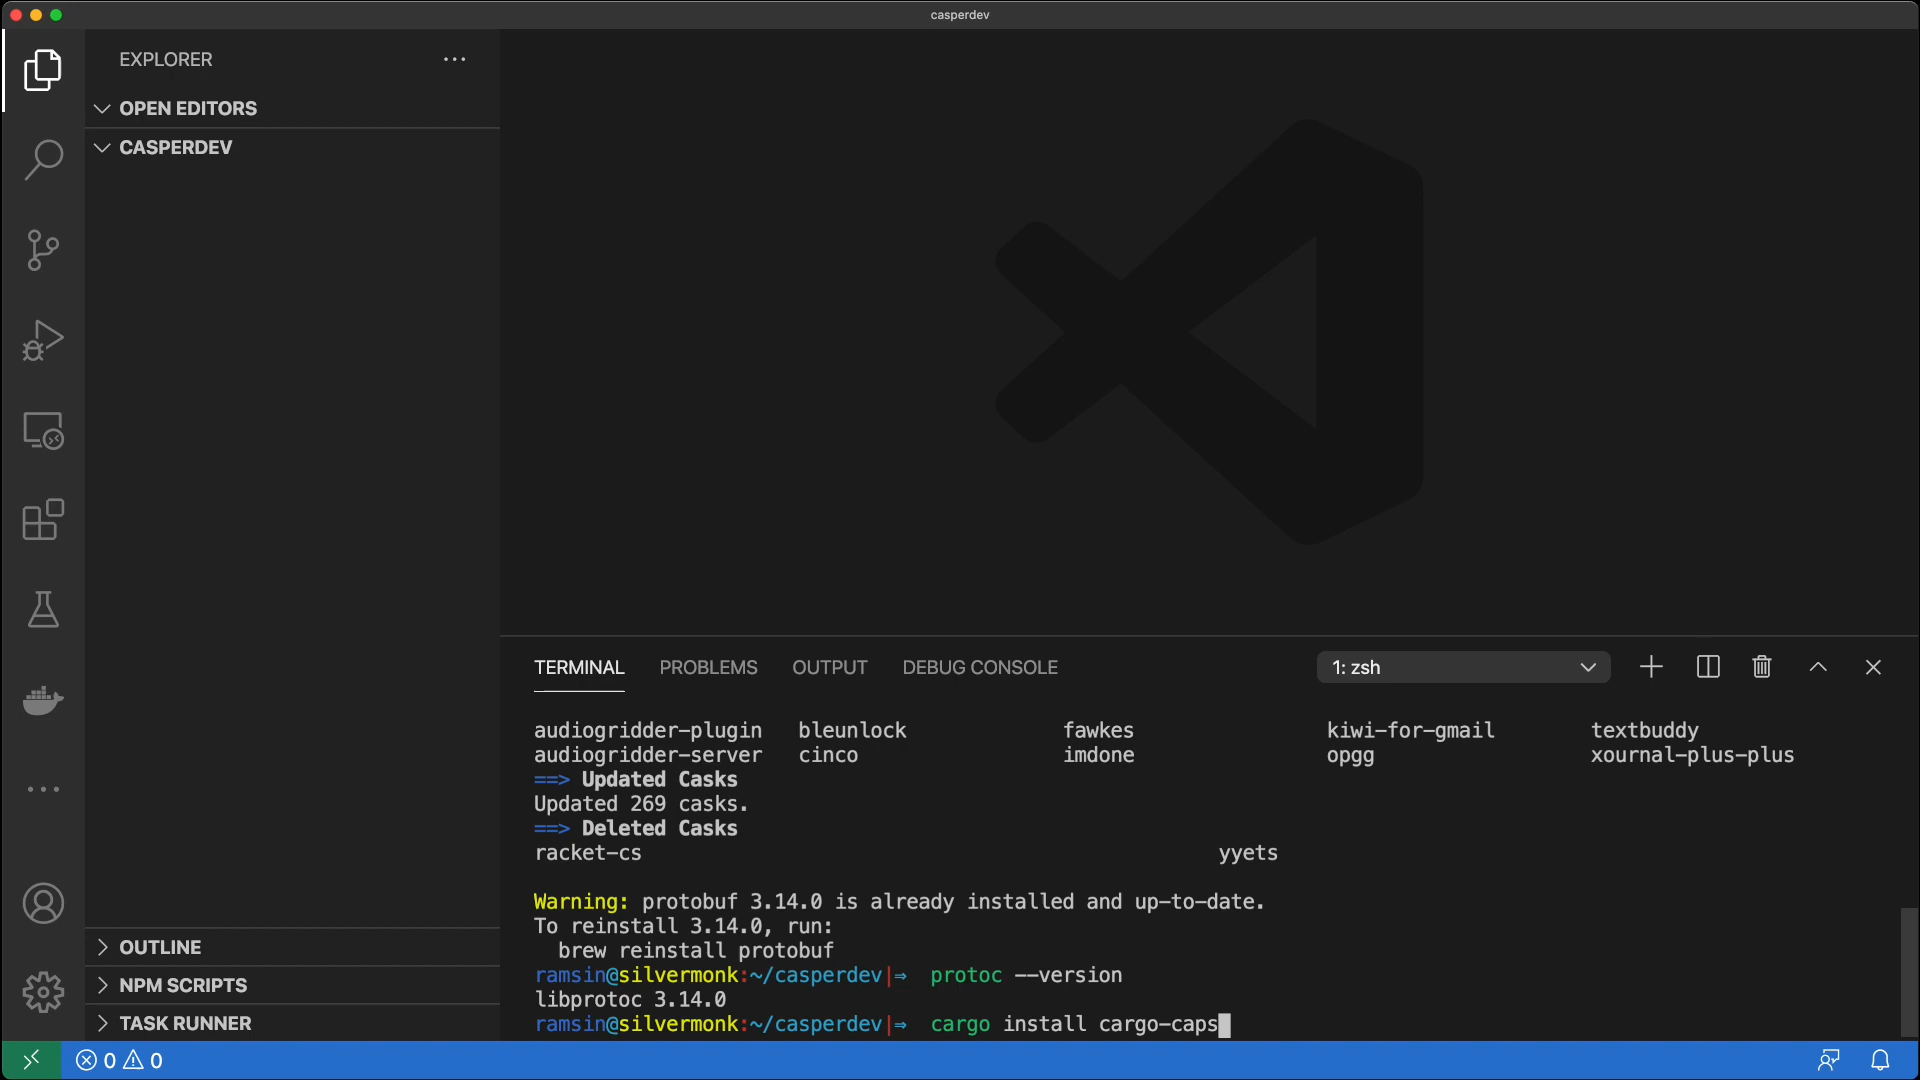 casperdev
EXPLORER
OPEN EDITORS
CASPERDEV
OUTLINE
NPM SCRIPTS
TASK RUNNER
TERMINAL PROBLEMS OUTPUT DEBUG CONSOLE 1: zsh
audiogridder-plugin bleunlock fawkes kiwi-for-gmail textbuddy
audiogridder-server cinco imdone opgg xournal-plus-plus
==> Updated Casks
Updated 269 casks.
==> Deleted Casks
racket-cs yyets
Warning: protobuf 3.14.0 is already installed and up-to-date.
To reinstall 3.14.0, run:
brew reinstall protobuf
ramsin@silvermonk:~/casperdev|⇒ protoc --version
libprotoc 3.14.0
ramsin@silvermonk:~/casperdev|⇒ cargo install cargo-caps
0 0